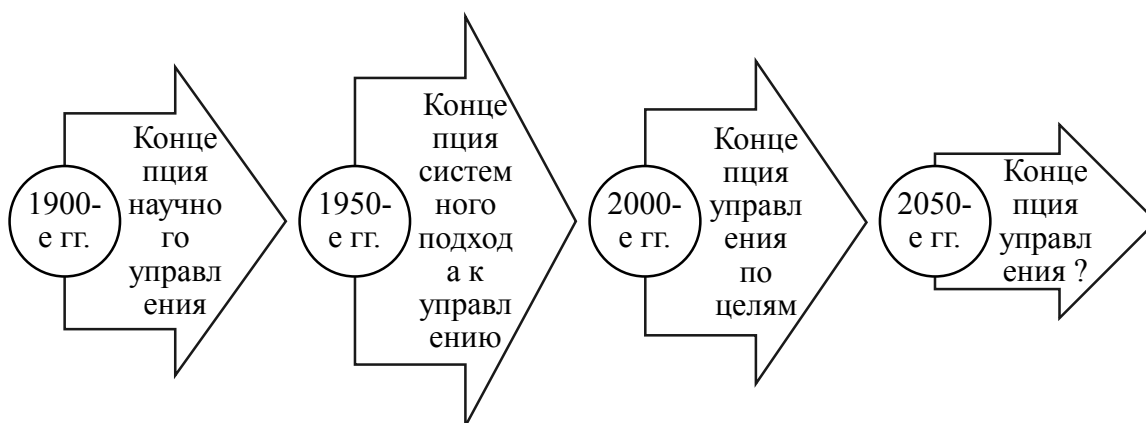 1900-
е гг.
Конце
пция
научно
го
управл
ения
1950-
е гг.
Конце
пция
систем
ного
подход
а к
управл
ению
2000-
е гг.
Конце
пция
управл
ения
по
целям
2050-
е гг.
Конце
пция
управл
ения ?